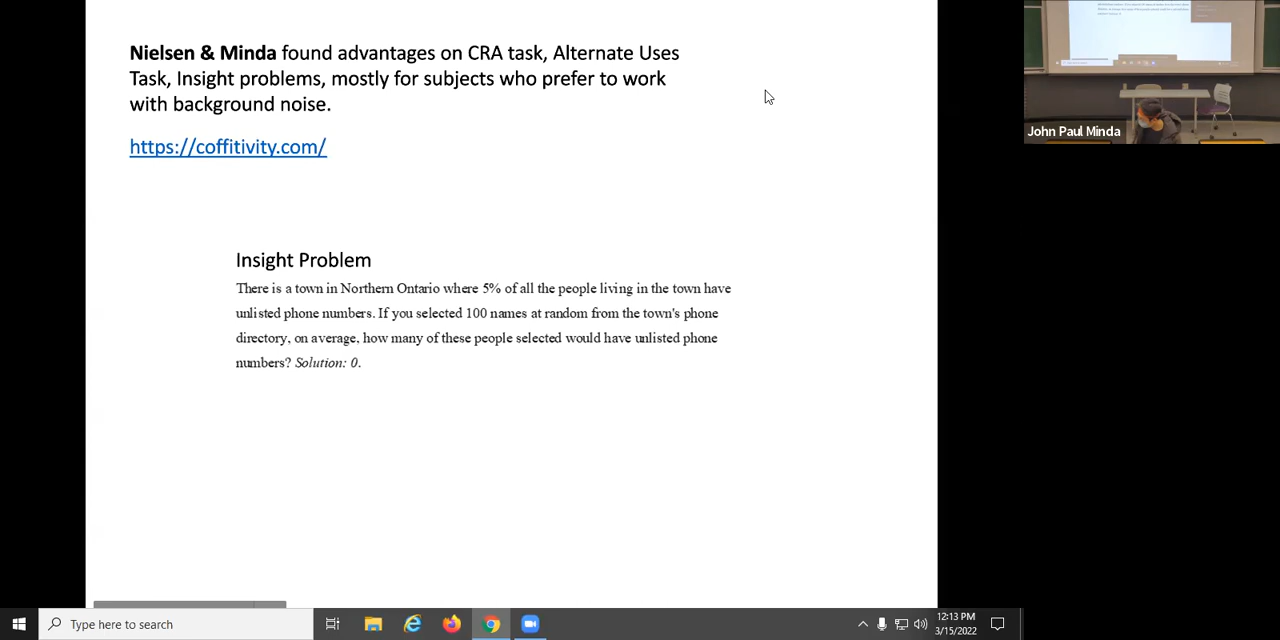 Nielsen & Minda found advantages on CRA task, Alternate Uses
Task, Insight problems, mostly for subjects who prefer to work
with background noise.
https://coffitivity.com/
Insight Problem
There is a town in Northern Ontario where 5% of all the people living in the town have
unlisted phone numbers. If you selected 100 names at random from the town's phone
directory, on average, how many of these people selected would have unlisted phone
numbers? Solution: 0.
John Paul Minda
Type here to search
12:13 PM
3/15/2022